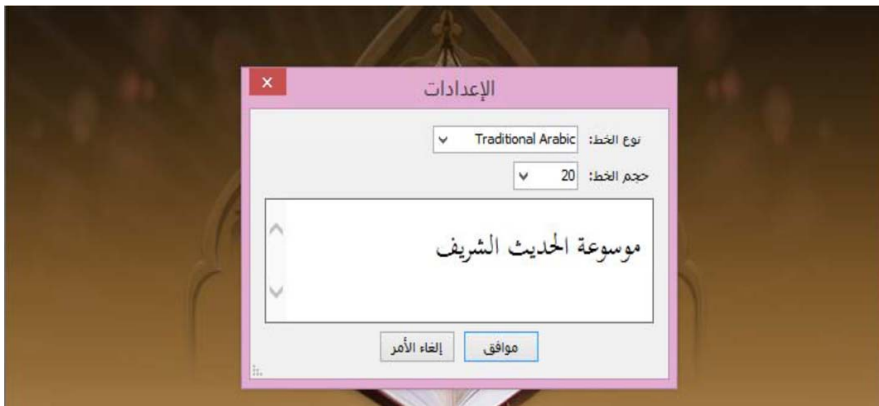 الإعدادات
نوع الخط: Traditional Arabic
حجم الخط: 20
موسوعة الحديث الشريف
موافق إلغاء الأمر